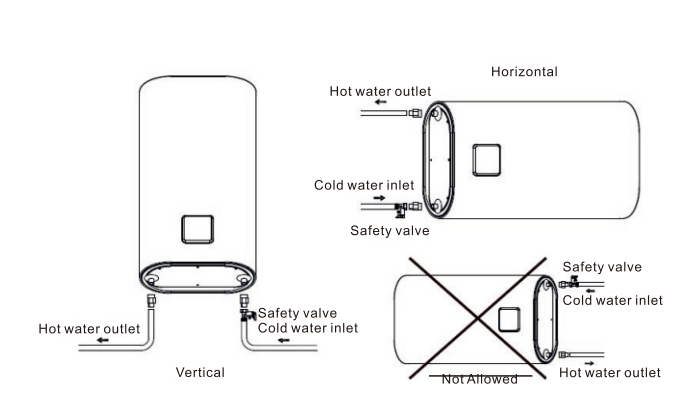 Horizontal
Hot water outlet
Cold water inlet
Safety valve
Safety valve
Cold water inlet
Hot water outlet
Not Allowed
Safety valve
Cold water inlet
Hot water outlet
Vertical